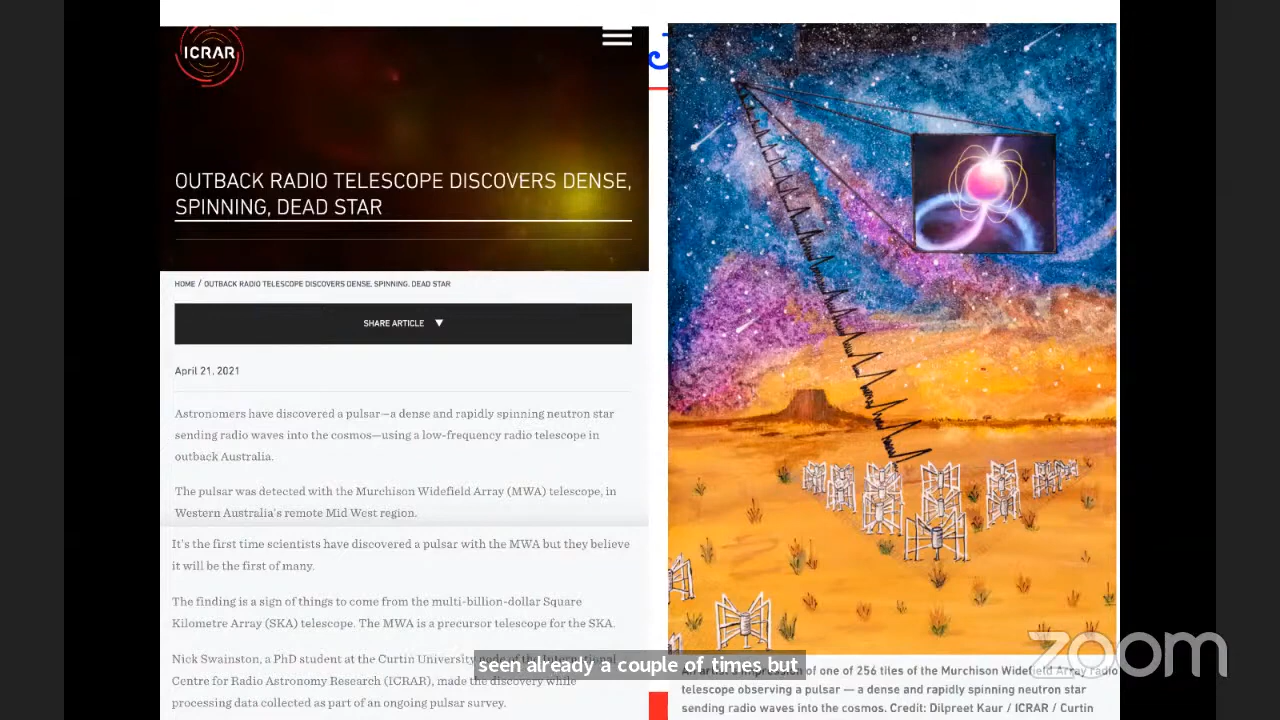 ICRAR
OUTBACK RADIO TELESCOPE DISCOVERS DENSE,
SPINNING, DEAD STAR
HOME / OUTBACK RADIO TELESCOPE DISCOVERS DENSE, SPINNING, DEAD STAR
SHARE ARTICLE
April 21, 2021
Astronomers have discovered a pulsar—a dense and rapidly spinning neutron star
sending radio waves into the cosmos—using a low-frequency radio telescope in
outback Australia.
The pulsar was detected with the Murchison Widefield Array (MWA) telescope, in
Western Australia's remote Mid West region.
It's the first time scientists have discovered a pulsar with the MWA but they believe
it will be the first of many.
The finding is a sign of things to come from the multi-billion-dollar Square
Kilometre Array (SKA) telescope. The MWA is a precursor telescope for the SKA.
Nick Swainston, a PhD student at the Curtin University node of the International
Centre for Radio Astronomy Research (ICRAR), made the discovery while
processing data collected as part of an ongoing pulsar survey.
An artist's impression of one of 256 tiles of the Murchison Widefield Array radio
telescope observing a pulsar — a dense and rapidly spinning neutron star
sending radio waves into the cosmos. Credit: Dilpreet Kaur / ICRAR / Curtin
seen already a couple of times but
zoom